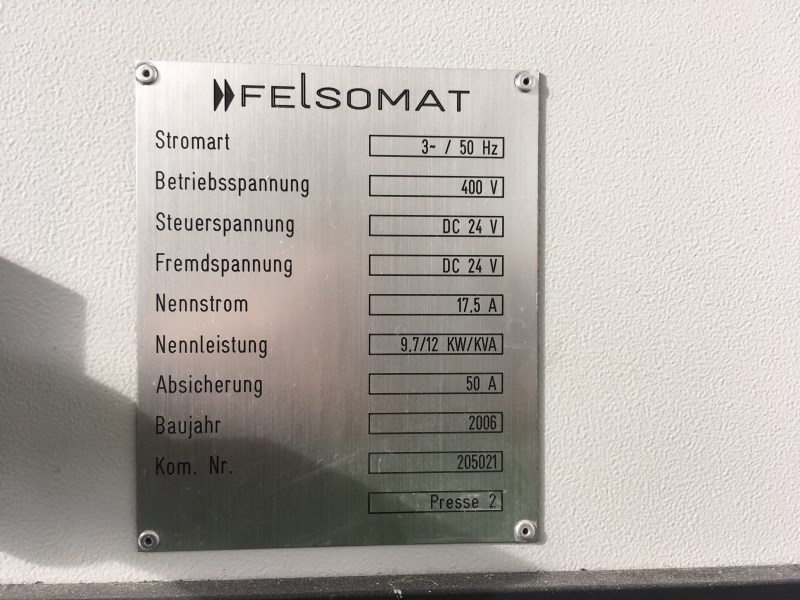 FELSOMAT
Stromart 3~ / 50 Hz
Betriebsspannung 400 V
Steuerspannung DC 24 V
Fremdspannung DC 24 V
Nennstrom 17,5 A
Nennleistung 9,7/12 KW/KVA
Absicherung 50 A
Baujahr 2006
Kom. Nr. 205021
Presse 2